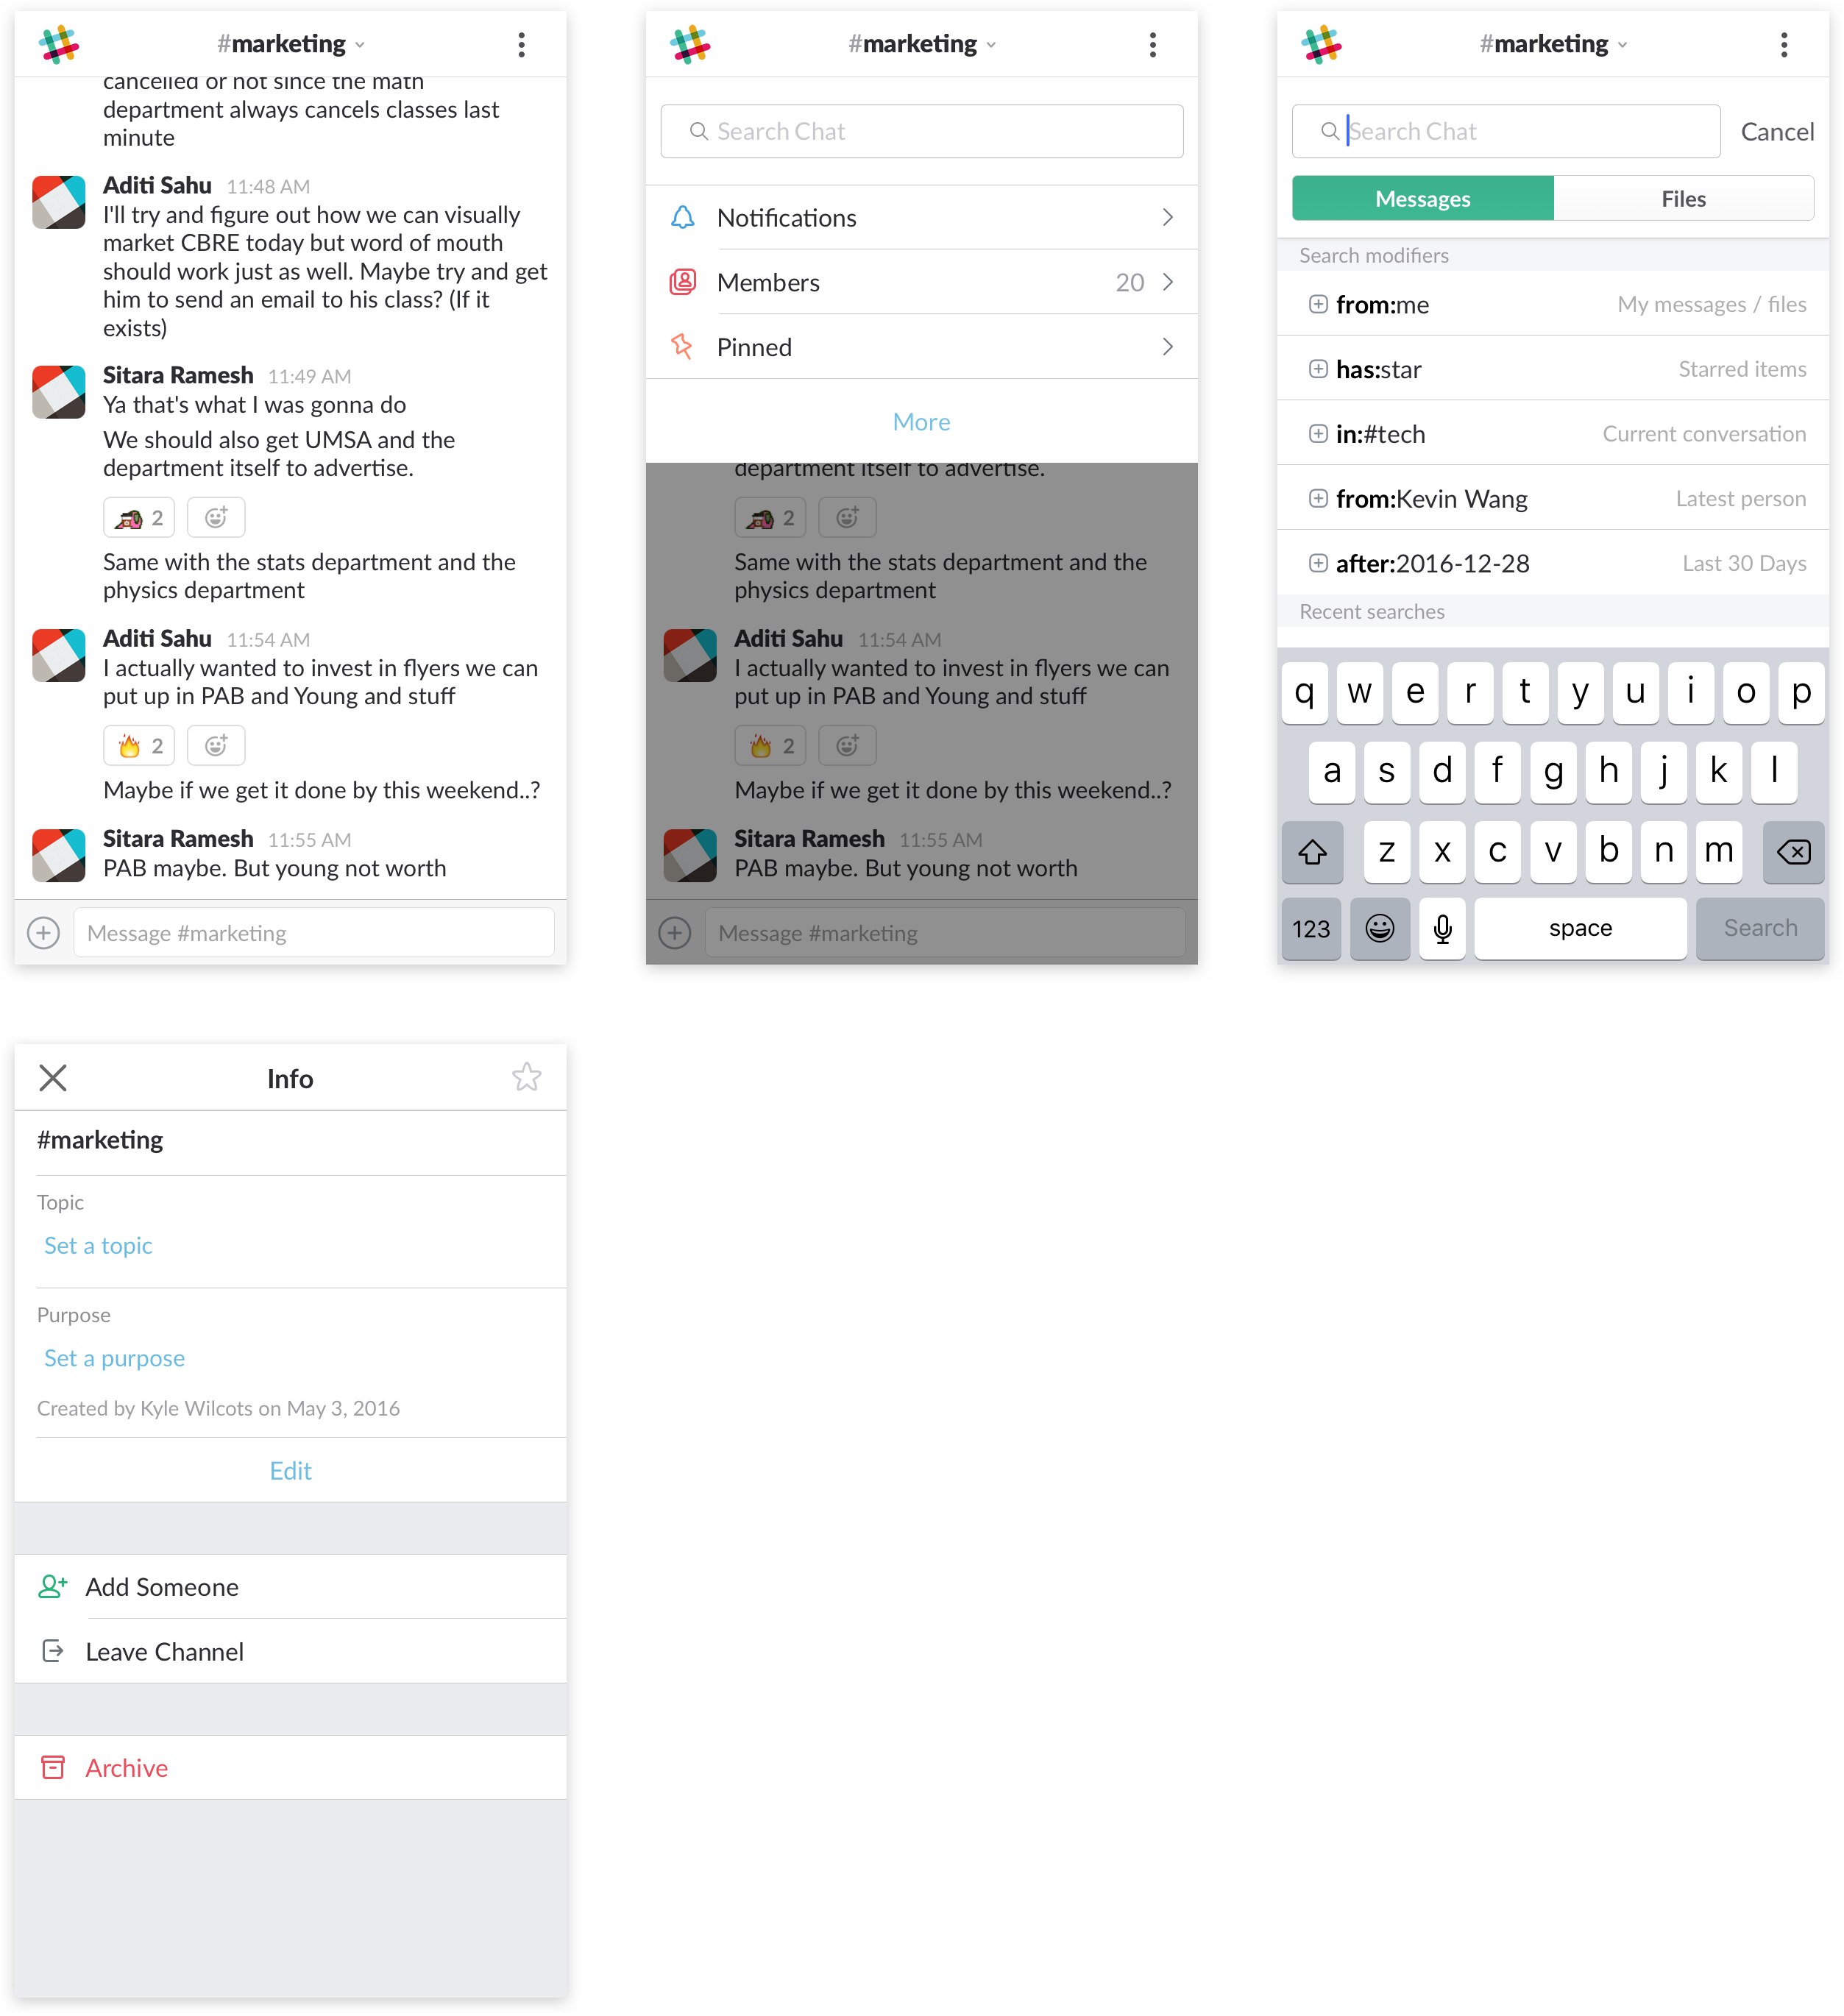 #marketing
cancelled or not since the math
department always cancels classes last
minute
Aditi Sahu 11:48 AM
I'll try and figure out how we can visually
market CBRE today but word of mouth
should work just as well. Maybe try and get
him to send an email to his class? (If it
exists)
Sitara Ramesh 11:49 AM
Ya that's what I was gonna do
We should also get UMSA and the
department itself to advertise.
2
Same with the stats department and the
physics department
Aditi Sahu 11:54 AM
I actually wanted to invest in flyers we can
put up in PAB and Young and stuff
2
Maybe if we get it done by this weekend..?
Sitara Ramesh 11:55 AM
PAB maybe. But young not worth
Message #marketing
#marketing
Search Chat
Notifications
Members 20
Pinned
More
department itself to advertise.
2
Same with the stats department and the
physics department
Aditi Sahu 11:54 AM
I actually wanted to invest in flyers we can
put up in PAB and Young and stuff
2
Maybe if we get it done by this weekend..?
Sitara Ramesh 11:55 AM
PAB maybe. But young not worth
Message #marketing
#marketing
Search Chat Cancel
Messages Files
Search modifiers
from:me My messages / files
has:star Starred items
in:#tech Current conversation
from:Kevin Wang Latest person
after:2016-12-28 Last 30 Days
Recent searches
q w e r t y u i o p
a s d f g h j k l
z x c v b n m
123 space Search
Info
#marketing
Topic
Set a topic
Purpose
Set a purpose
Created by Kyle Wilcots on May 3, 2016
Edit
Add Someone
Leave Channel
Archive